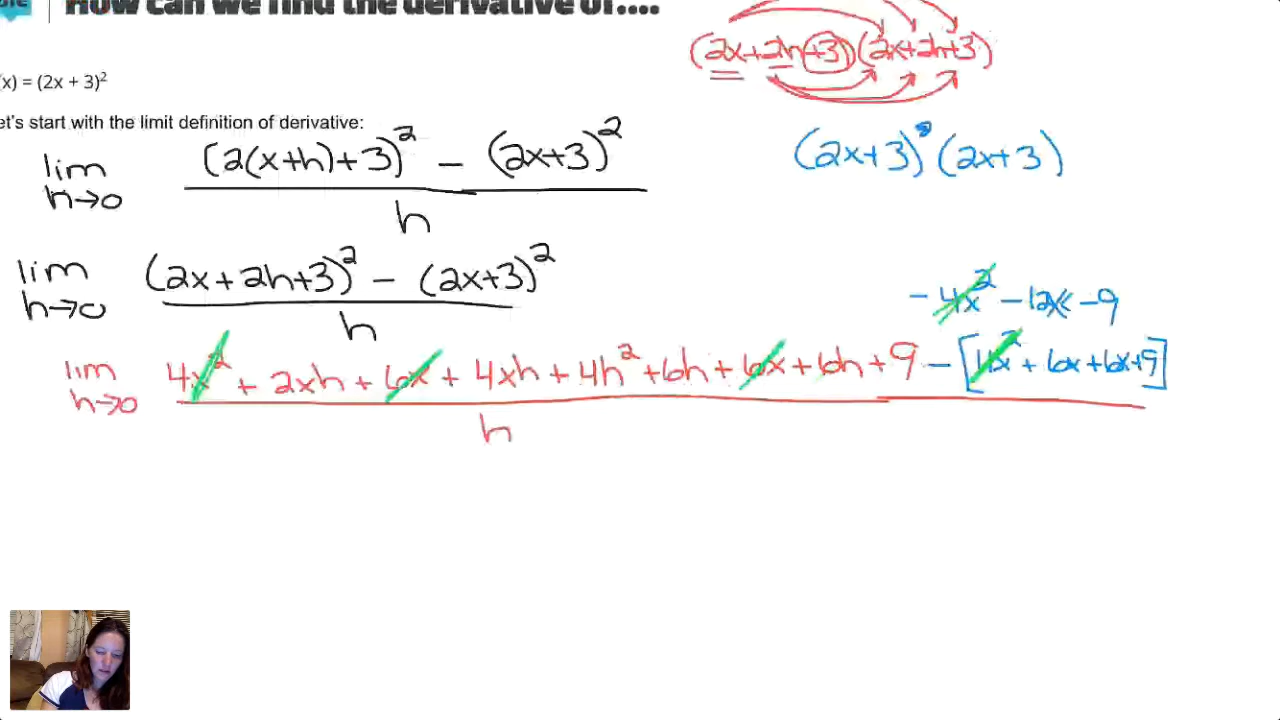 How can we find the derivative of....
(2x+2h+3)(2x+2h+3)
(x) = (2x + 3)²
et's start with the limit definition of derivative:
lim h→0 (2(x+h)+3)² − (2x+3)² / h
(2x+3)(2x+3)
lim h→0 (2x+2h+3)² − (2x+3)² / h
−4x² −12x −9
lim h→0 4x² + 2xh + 6x + 4xh + 4h² + 6h + 6x + 6h + 9 − [4x² + 6x + 6x + 9] / h